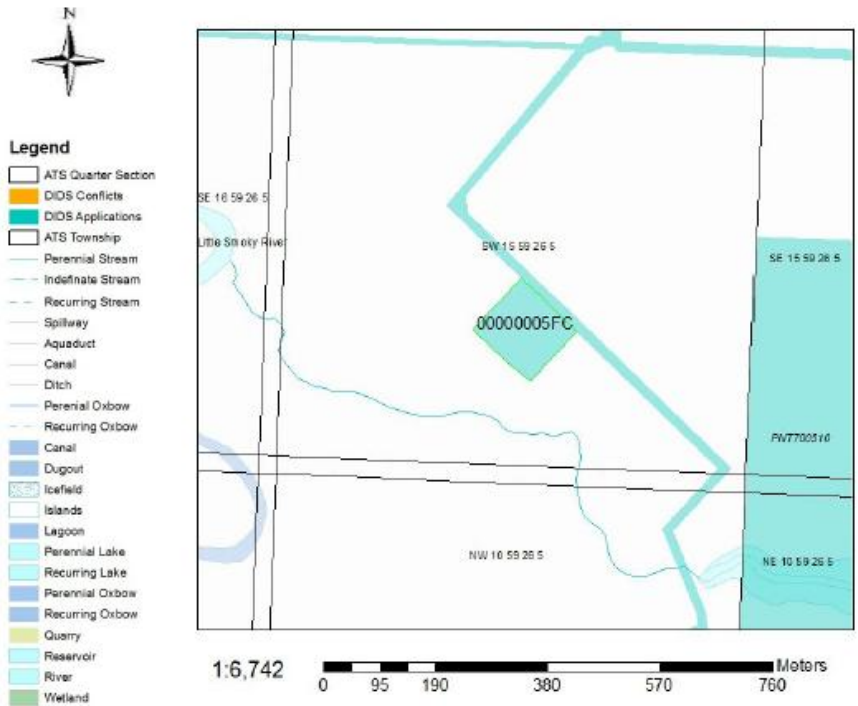 N
Legend
ATS Quarter Section
DIDS Conflicts
DIDS Applications
ATS Township
Perennial Stream
Indefinate Stream
Recurring Stream
Spillway
Aquaduct
Canal
Ditch
Perenial Oxbow
Recurring Oxbow
Canal
Dugout
Icefield
Islands
Lagoon
Perennial Lake
Recurring Lake
Perennial Oxbow
Recurring Oxbow
Quarry
Reservoir
River
Wetland
SE 16 59 26 5
Little Smoky River
SW 15 59 26 5
SE 15 59 26 5
00000005FC
PNT700510
NW 10 59 26 5
NE 10 59 26 5
1:6,742
Meters
0 95 190 380 570 760